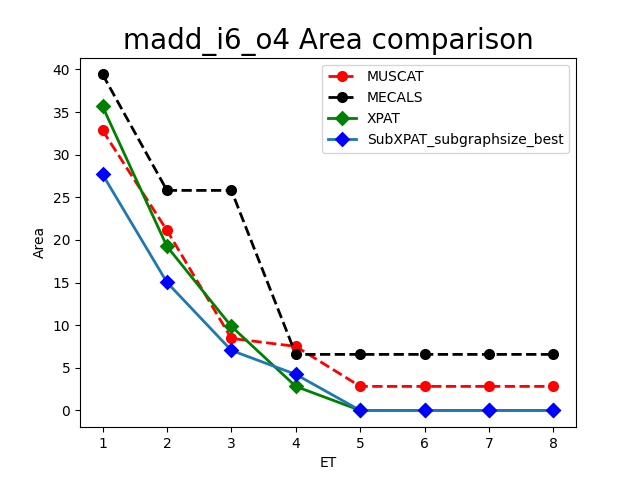 madd_i6_o4 Area comparison
MUSCAT
MECALS
XPAT
SubXPAT_subgraphsize_best
Area
40
35
30
25
20
15
10
5
0
1 2 3 4 5 6 7 8
ET